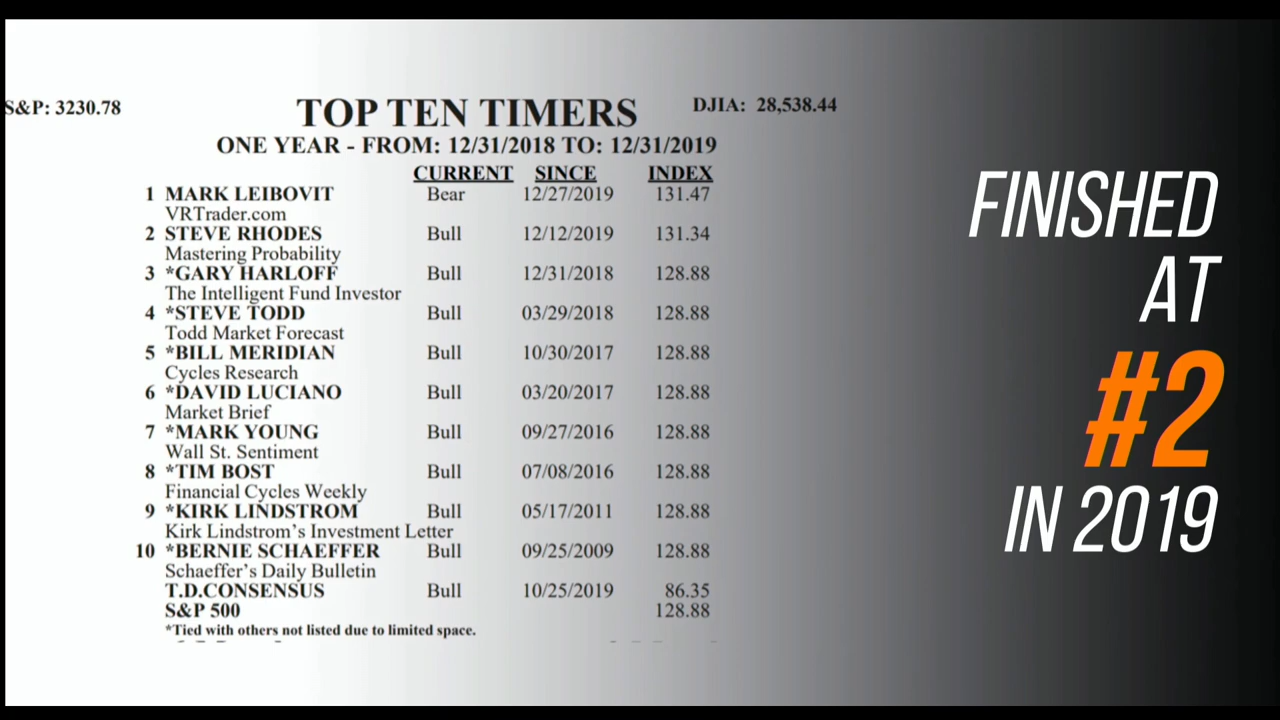 S&P: 3230.78
TOP TEN TIMERS
DJIA: 28,538.44
ONE YEAR - FROM: 12/31/2018 TO: 12/31/2019
CURRENT SINCE INDEX
1 MARK LEIBOVIT Bear 12/27/2019 131.47
VRTrader.com
2 STEVE RHODES Bull 12/12/2019 131.34
Mastering Probability
3 *GARY HARLOFF Bull 12/31/2018 128.88
The Intelligent Fund Investor
4 *STEVE TODD Bull 03/29/2018 128.88
Todd Market Forecast
5 *BILL MERIDIAN Bull 10/30/2017 128.88
Cycles Research
6 *DAVID LUCIANO Bull 03/20/2017 128.88
Market Brief
7 *MARK YOUNG Bull 09/27/2016 128.88
Wall St. Sentiment
8 *TIM BOST Bull 07/08/2016 128.88
Financial Cycles Weekly
9 *KIRK LINDSTROM Bull 05/17/2011 128.88
Kirk Lindstrom's Investment Letter
10 *BERNIE SCHAEFFER Bull 09/25/2009 128.88
Schaeffer's Daily Bulletin
T.D.CONSENSUS Bull 10/25/2019 86.35
S&P 500 128.88
*Tied with others not listed due to limited space.
FINISHED
AT
#2
IN 2019